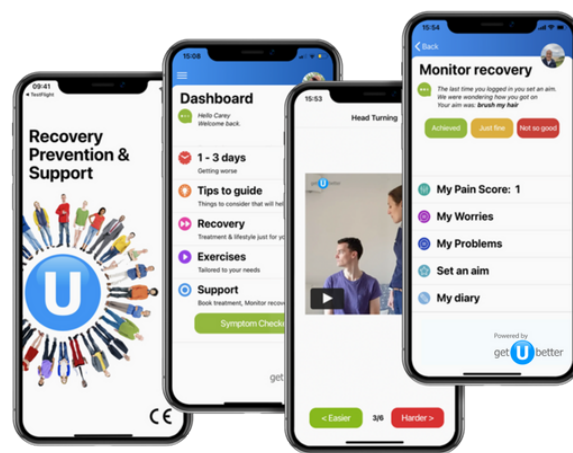 09:41
TestFlight
Recovery
Prevention &
Support
U
CE
15:08
Dashboard
Hello Carey
Welcome back.
1 - 3 days
Getting worse
Tips to guide
Things to consider that will hel
Recovery
Treatment & lifestyle just for yo
Exercises
Tailored to your needs
Support
Book treatment, Monitor recov
Symptom Checke
get
15:53
Head Turning
get U better
< Easier
3/6
Harder >
15:54
Back
Monitor recovery
The last time you logged in you set an aim.
We were wondering how you got on
Your aim was: brush my hair
Achieved
Just fine
Not so good
My Pain Score: 1
My Worries
My Problems
Set an aim
My diary
Powered by
get U better